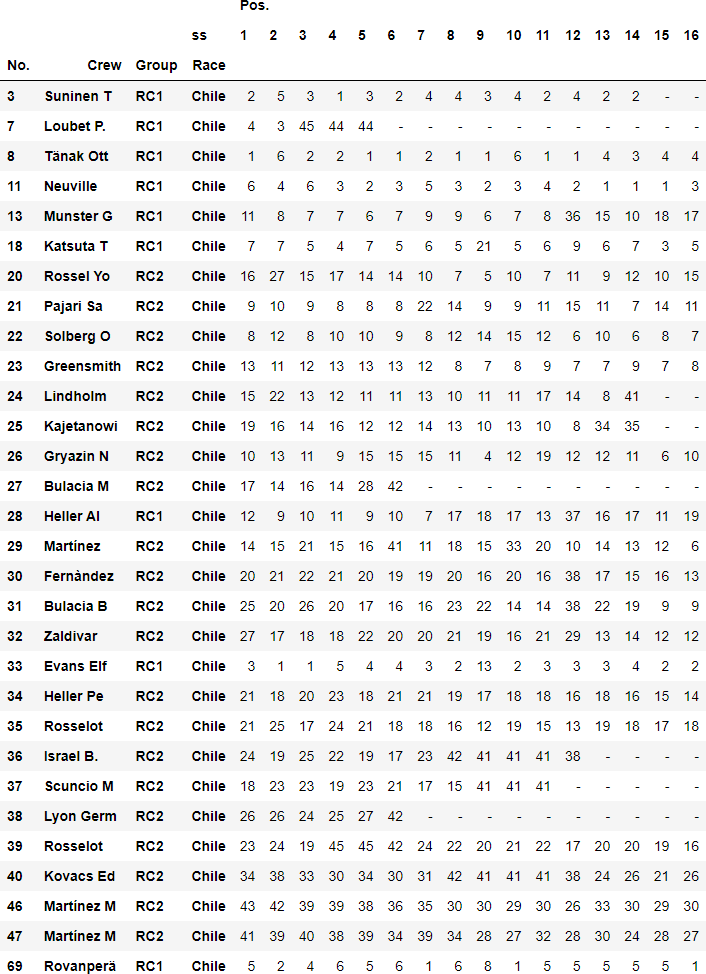 Pos.
ss 1 2 3 4 5 6 7 8 9 10 11 12 13 14 15 16
No. Crew Group Race
3 Suninen T RC1 Chile 2 5 3 1 3 2 4 4 3 4 2 4 2 2 - -
7 Loubet P. RC1 Chile 4 3 45 44 44 - - - - - - - - - - -
8 Tänak Ott RC1 Chile 1 6 2 2 1 1 2 1 1 6 1 1 4 3 4 4
11 Neuville RC1 Chile 6 4 6 3 2 3 5 3 2 3 4 2 1 1 1 3
13 Munster G RC1 Chile 11 8 7 7 6 7 9 9 6 7 8 36 15 10 18 17
18 Katsuta T RC1 Chile 7 7 5 4 7 5 6 5 21 5 6 9 6 7 3 5
20 Rossel Yo RC2 Chile 16 27 15 17 14 14 10 7 5 10 7 11 9 12 10 15
21 Pajari Sa RC2 Chile 9 10 9 8 8 8 22 14 9 9 11 15 11 7 14 11
22 Solberg O RC2 Chile 8 12 8 10 10 9 8 12 14 15 12 6 10 6 8 7
23 Greensmith RC2 Chile 13 11 12 13 13 13 12 8 7 8 9 7 7 9 7 8
24 Lindholm RC2 Chile 15 22 13 12 11 11 13 10 11 11 17 14 8 41 - -
25 Kajetanowi RC2 Chile 19 16 14 16 12 12 14 13 10 13 10 8 34 35 - -
26 Gryazin N RC2 Chile 10 13 11 9 15 15 15 11 4 12 19 12 12 11 6 10
27 Bulacia M RC2 Chile 17 14 16 14 28 42 - - - - - - - - - -
28 Heller Al RC1 Chile 12 9 10 11 9 10 7 17 18 17 13 37 16 17 11 19
29 Martínez RC2 Chile 14 15 21 15 16 41 11 18 15 33 20 10 14 13 12 6
30 Fernàndez RC2 Chile 20 21 22 21 20 19 19 20 16 20 16 38 17 15 16 13
31 Bulacia B RC2 Chile 25 20 26 20 17 16 16 23 22 14 14 38 22 19 9 9
32 Zaldivar RC2 Chile 27 17 18 18 22 20 20 21 19 16 21 29 13 14 12 12
33 Evans Elf RC1 Chile 3 1 1 5 4 4 3 2 13 2 3 3 3 4 2 2
34 Heller Pe RC2 Chile 21 18 20 23 18 21 21 19 17 18 18 16 18 16 15 14
35 Rosselot RC2 Chile 21 25 17 24 21 18 18 16 12 19 15 13 19 18 17 18
36 Israel B. RC2 Chile 24 19 25 22 19 17 23 42 41 41 41 38 - - - -
37 Scuncio M RC2 Chile 18 23 23 19 23 21 17 15 41 41 41 - - - - -
38 Lyon Germ RC2 Chile 26 26 24 25 27 42 - - - - - - - - - -
39 Rosselot RC2 Chile 23 24 19 45 45 42 24 22 20 21 22 17 20 20 19 16
40 Kovacs Ed RC2 Chile 34 38 33 30 34 30 31 42 41 41 41 38 24 26 21 26
46 Martínez M RC2 Chile 43 42 39 39 38 36 35 30 30 29 30 26 33 30 29 30
47 Martínez M RC2 Chile 41 39 40 38 39 34 39 34 28 27 32 28 30 24 28 27
69 Rovanperä RC1 Chile 5 2 4 6 5 6 1 6 8 1 5 5 5 5 5 1